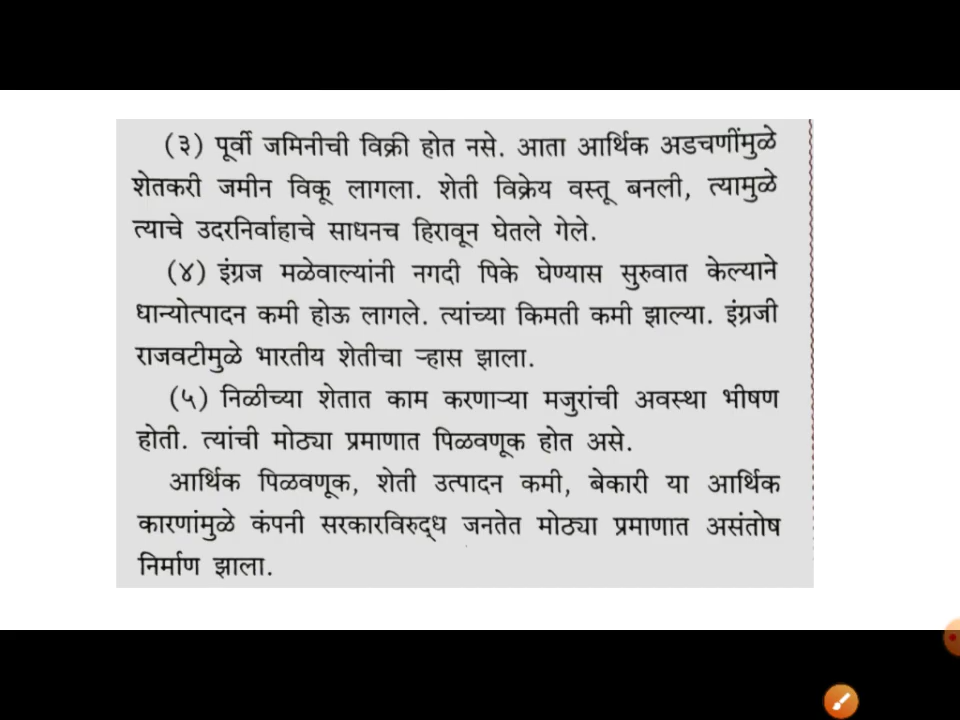 (३) पूर्वी जमिनीची विक्री होत नसे. आता आर्थिक अडचणींमुळे
शेतकरी जमीन विकू लागला. शेती विक्रेय वस्तू बनली, त्यामुळे
त्याचे उदरनिर्वाहाचे साधनच हिरावून घेतले गेले.
(४) इंग्रज मळेवाल्यांनी नगदी पिके घेण्यास सुरुवात केल्याने
धान्योत्पादन कमी होऊ लागले. त्यांच्या किमती कमी झाल्या. इंग्रजी
राजवटीमुळे भारतीय शेतीचा ऱ्हास झाला.
(५) निळीच्या शेतात काम करणाऱ्या मजुरांची अवस्था भीषण
होती. त्यांची मोठ्या प्रमाणात पिळवणूक होत असे.
आर्थिक पिळवणूक, शेती उत्पादन कमी, बेकारी या आर्थिक
कारणांमुळे कंपनी सरकारविरुद्ध जनतेत मोठ्या प्रमाणात असंतोष
निर्माण झाला.